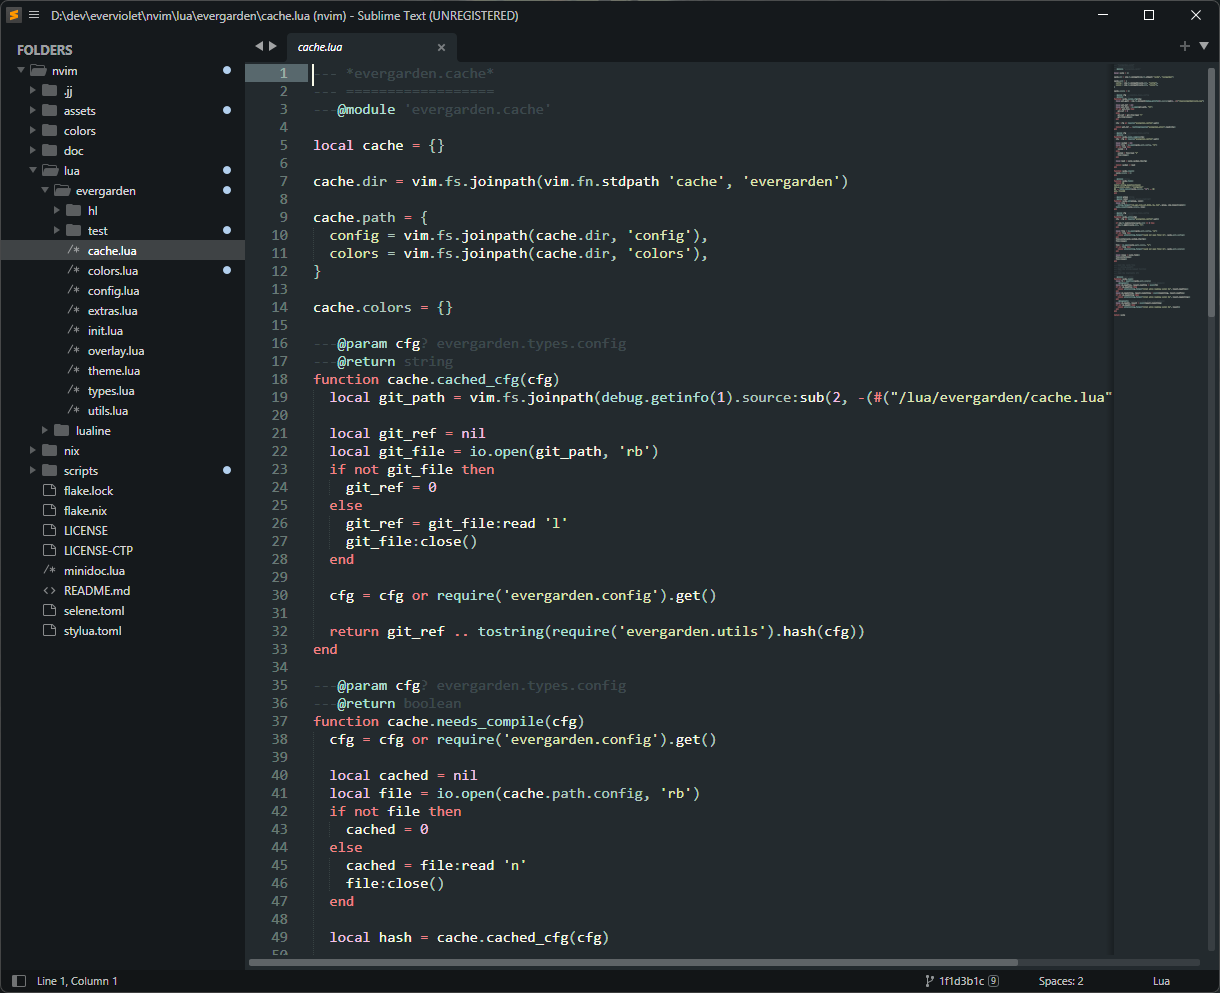 D:\dev\everviolet\nvim\lua\evergarden\cache.lua (nvim) - Sublime Text (UNREGISTERED)
FOLDERS
nvim
.jj
assets
colors
doc
lua
evergarden
hl
test
/* cache.lua
/* colors.lua
/* config.lua
/* extras.lua
/* init.lua
/* overlay.lua
/* theme.lua
/* types.lua
/* utils.lua
lualine
nix
scripts
flake.lock
flake.nix
LICENSE
LICENSE-CTP
/* minidoc.lua
<> README.md
selene.toml
stylua.toml
cache.lua
1 --- *evergarden.cache*
2 --- ==================
3 ---@module 'evergarden.cache'
4
5 local cache = {}
6
7 cache.dir = vim.fs.joinpath(vim.fn.stdpath 'cache', 'evergarden')
8
9 cache.path = {
10 config = vim.fs.joinpath(cache.dir, 'config'),
11 colors = vim.fs.joinpath(cache.dir, 'colors'),
12 }
13
14 cache.colors = {}
15
16 ---@param cfg? evergarden.types.config
17 ---@return string
18 function cache.cached_cfg(cfg)
19 local git_path = vim.fs.joinpath(debug.getinfo(1).source:sub(2, -(#("/lua/evergarden/cache.lua"
20
21 local git_ref = nil
22 local git_file = io.open(git_path, 'rb')
23 if not git_file then
24 git_ref = 0
25 else
26 git_ref = git_file:read 'l'
27 git_file:close()
28 end
29
30 cfg = cfg or require('evergarden.config').get()
31
32 return git_ref .. tostring(require('evergarden.utils').hash(cfg))
33 end
34
35 ---@param cfg? evergarden.types.config
36 ---@return boolean
37 function cache.needs_compile(cfg)
38 cfg = cfg or require('evergarden.config').get()
39
40 local cached = nil
41 local file = io.open(cache.path.config, 'rb')
42 if not file then
43 cached = 0
44 else
45 cached = file:read 'n'
46 file:close()
47 end
48
49 local hash = cache.cached_cfg(cfg)
50
Line 1, Column 1
1f1d3b1c 9
Spaces: 2
Lua